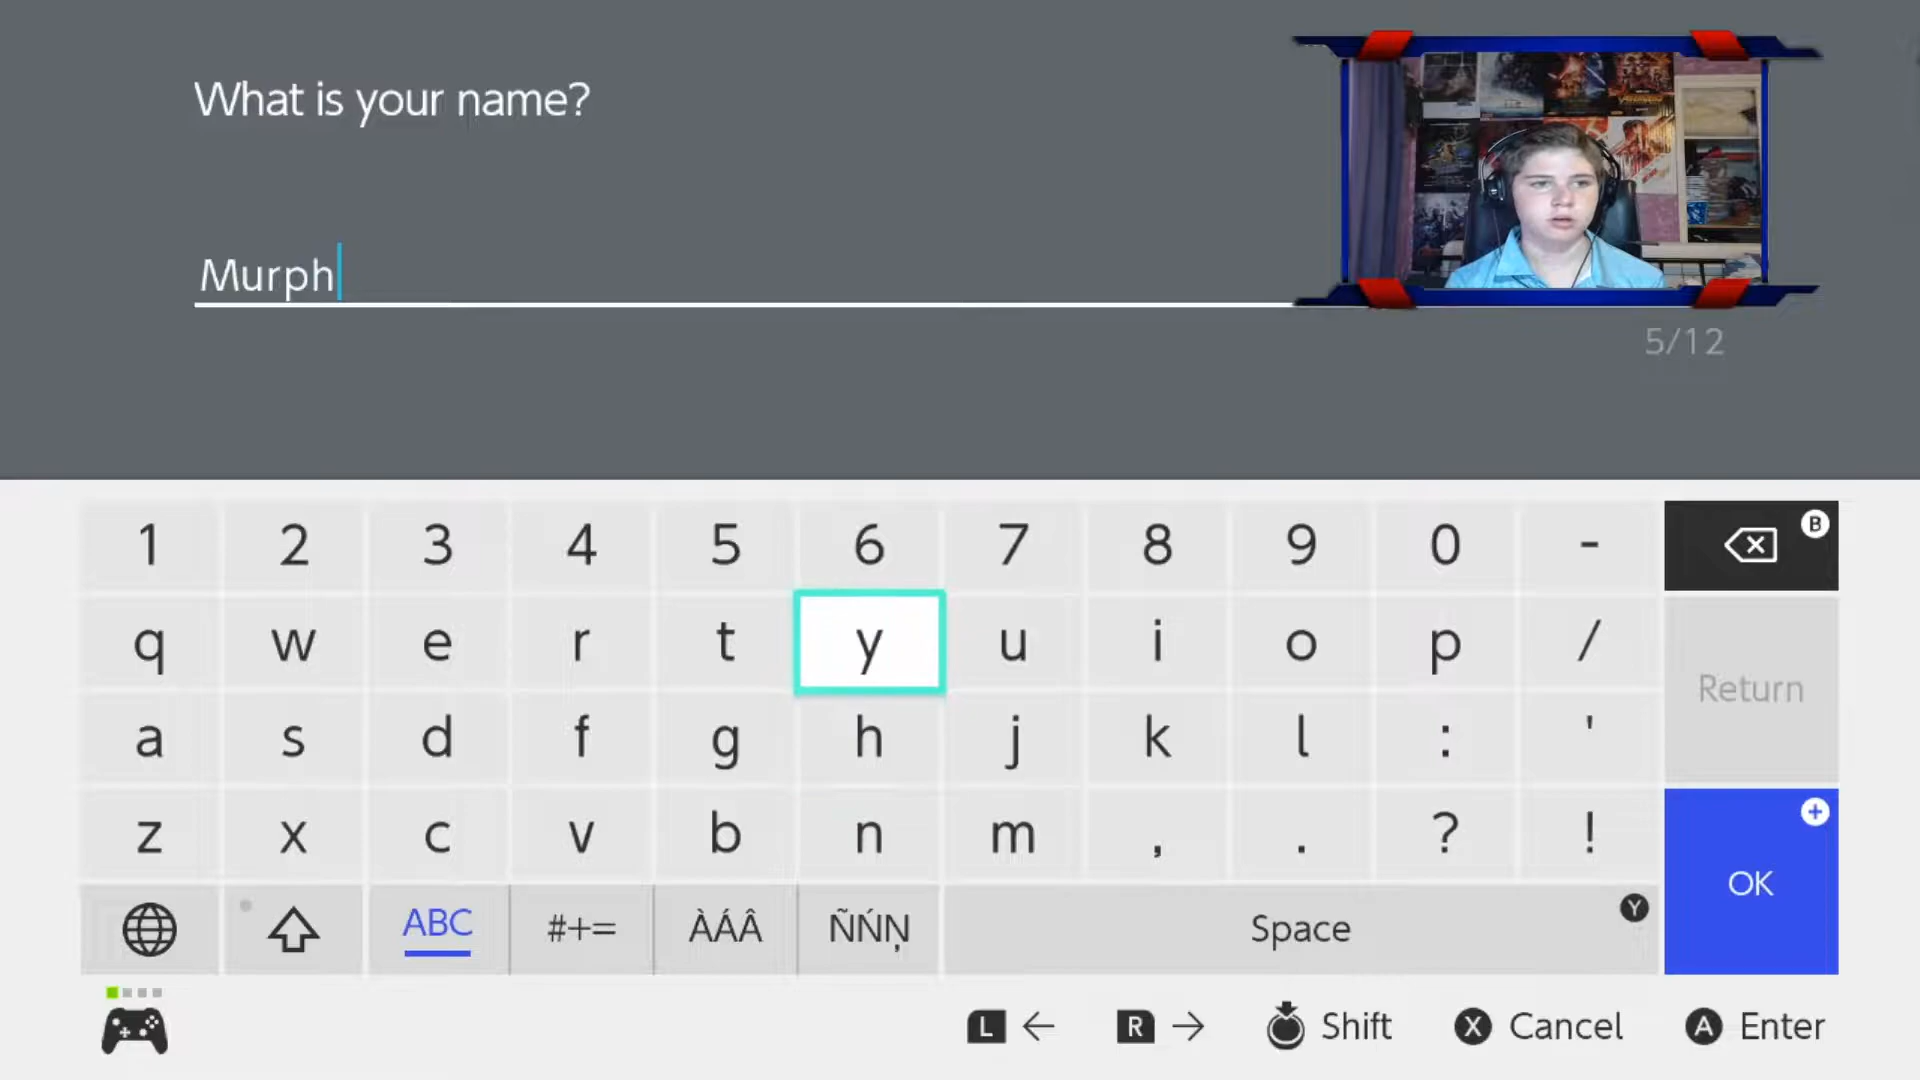 What is your name?
Murph
5/12
1 2 3 4 5 6 7 8 9 0 - B
q w e r t y u i o p / Return
a s d f g h j k l : '
z x c v b n m , . ? ! + OK
ABC #+= ÀÁÂ ÑŃŅ Space Y
L ← R → Shift X Cancel A Enter